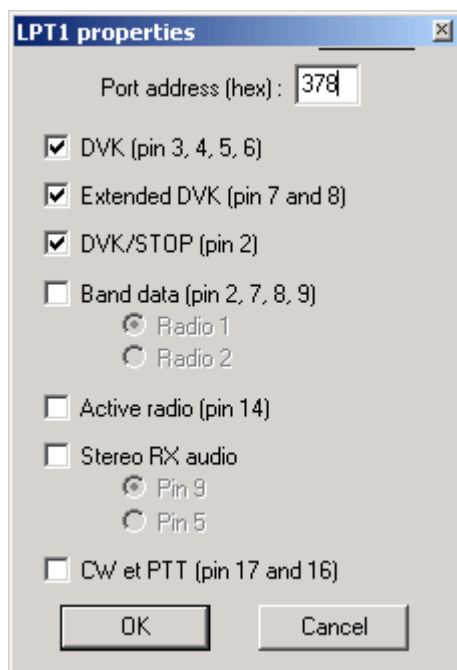 LPT1 properties
Port address (hex) : 378
DVK (pin 3, 4, 5, 6)
Extended DVK (pin 7 and 8)
DVK/STOP (pin 2)
Band data (pin 2, 7, 8, 9)
Radio 1
Radio 2
Active radio (pin 14)
Stereo RX audio
Pin 9
Pin 5
CW et PTT (pin 17 and 16)
OK Cancel